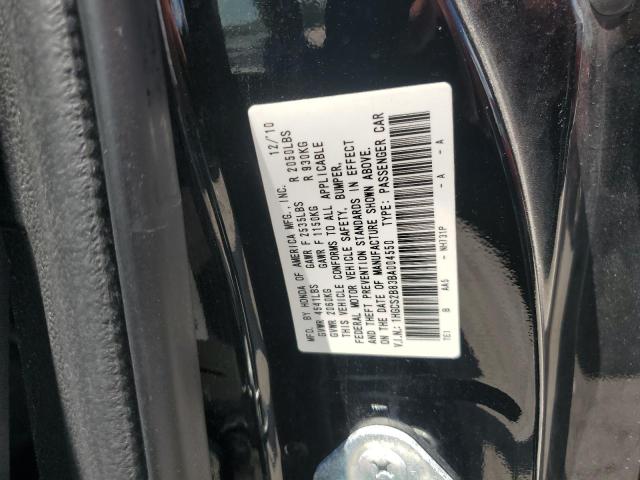 MFD. BY HONDA OF AMERICA MFG., INC. 12/'10
GVWR 4541LBS GAWR F 2535LBS R 2050LBS
GVWR 2060KG GAWR F 1150KG R 930KG
THIS VEHICLE CONFORMS TO ALL APPLICABLE
FEDERAL MOTOR VEHICLE SAFETY, BUMPER,
AND THEFT PREVENTION STANDARDS IN EFFECT
ON THE DATE OF MANUFACTURE SHOWN ABOVE.
V.I.N.: 1HGCS2B83BA004550 TYPE: PASSENGER CAR
TE1 B AA5 - NH731P - A - A